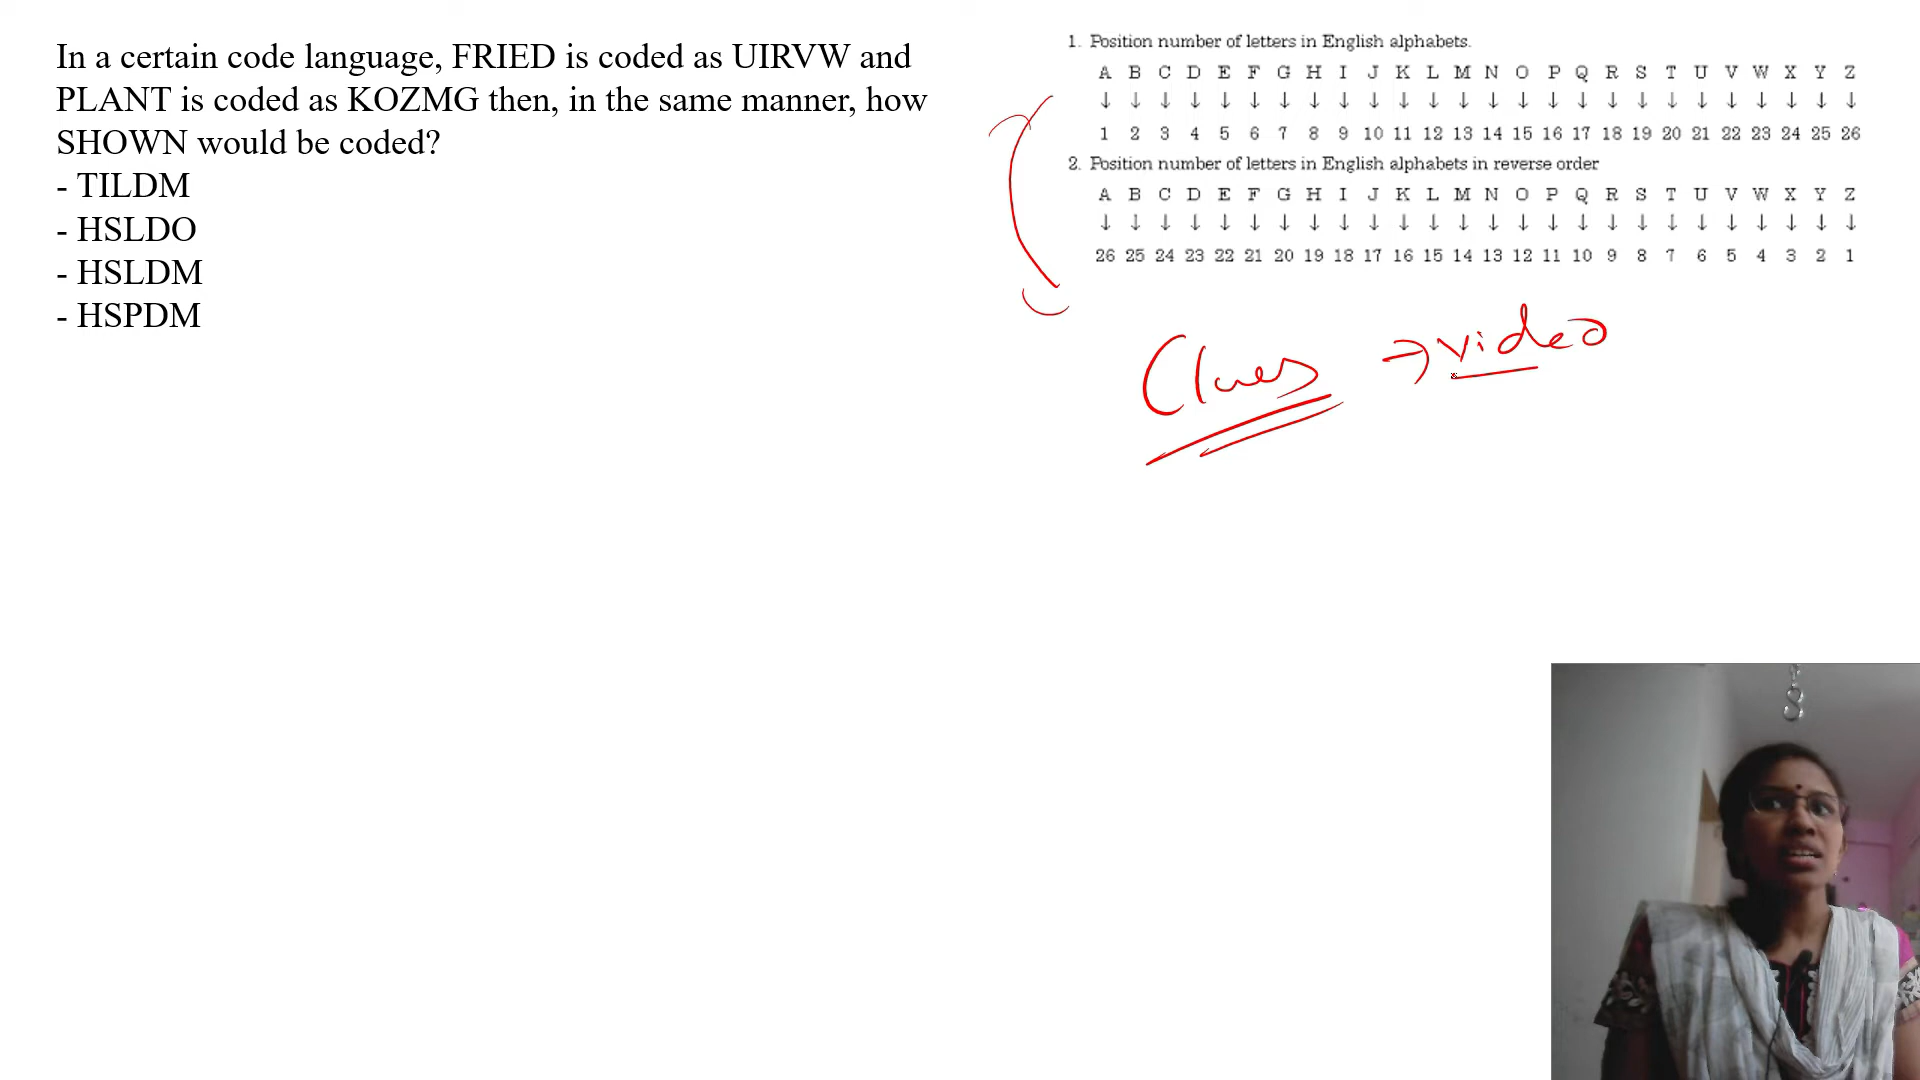 In a certain code language, FRIED is coded as UIRVW and
PLANT is coded as KOZMG then, in the same manner, how
SHOWN would be coded?
- TILDM
- HSLDO
- HSLDM
- HSPDM
1. Position number of letters in English alphabets.
A B C D E F G H I J K L M N O P Q R S T U V W X Y Z
↓ ↓ ↓ ↓ ↓ ↓ ↓ ↓ ↓ ↓ ↓ ↓ ↓ ↓ ↓ ↓ ↓ ↓ ↓ ↓ ↓ ↓ ↓ ↓ ↓ ↓
1 2 3 4 5 6 7 8 9 10 11 12 13 14 15 16 17 18 19 20 21 22 23 24 25 26
2. Position number of letters in English alphabets in reverse order
A B C D E F G H I J K L M N O P Q R S T U V W X Y Z
↓ ↓ ↓ ↓ ↓ ↓ ↓ ↓ ↓ ↓ ↓ ↓ ↓ ↓ ↓ ↓ ↓ ↓ ↓ ↓ ↓ ↓ ↓ ↓ ↓ ↓
26 25 24 23 22 21 20 19 18 17 16 15 14 13 12 11 10 9 8 7 6 5 4 3 2 1
Clues → video